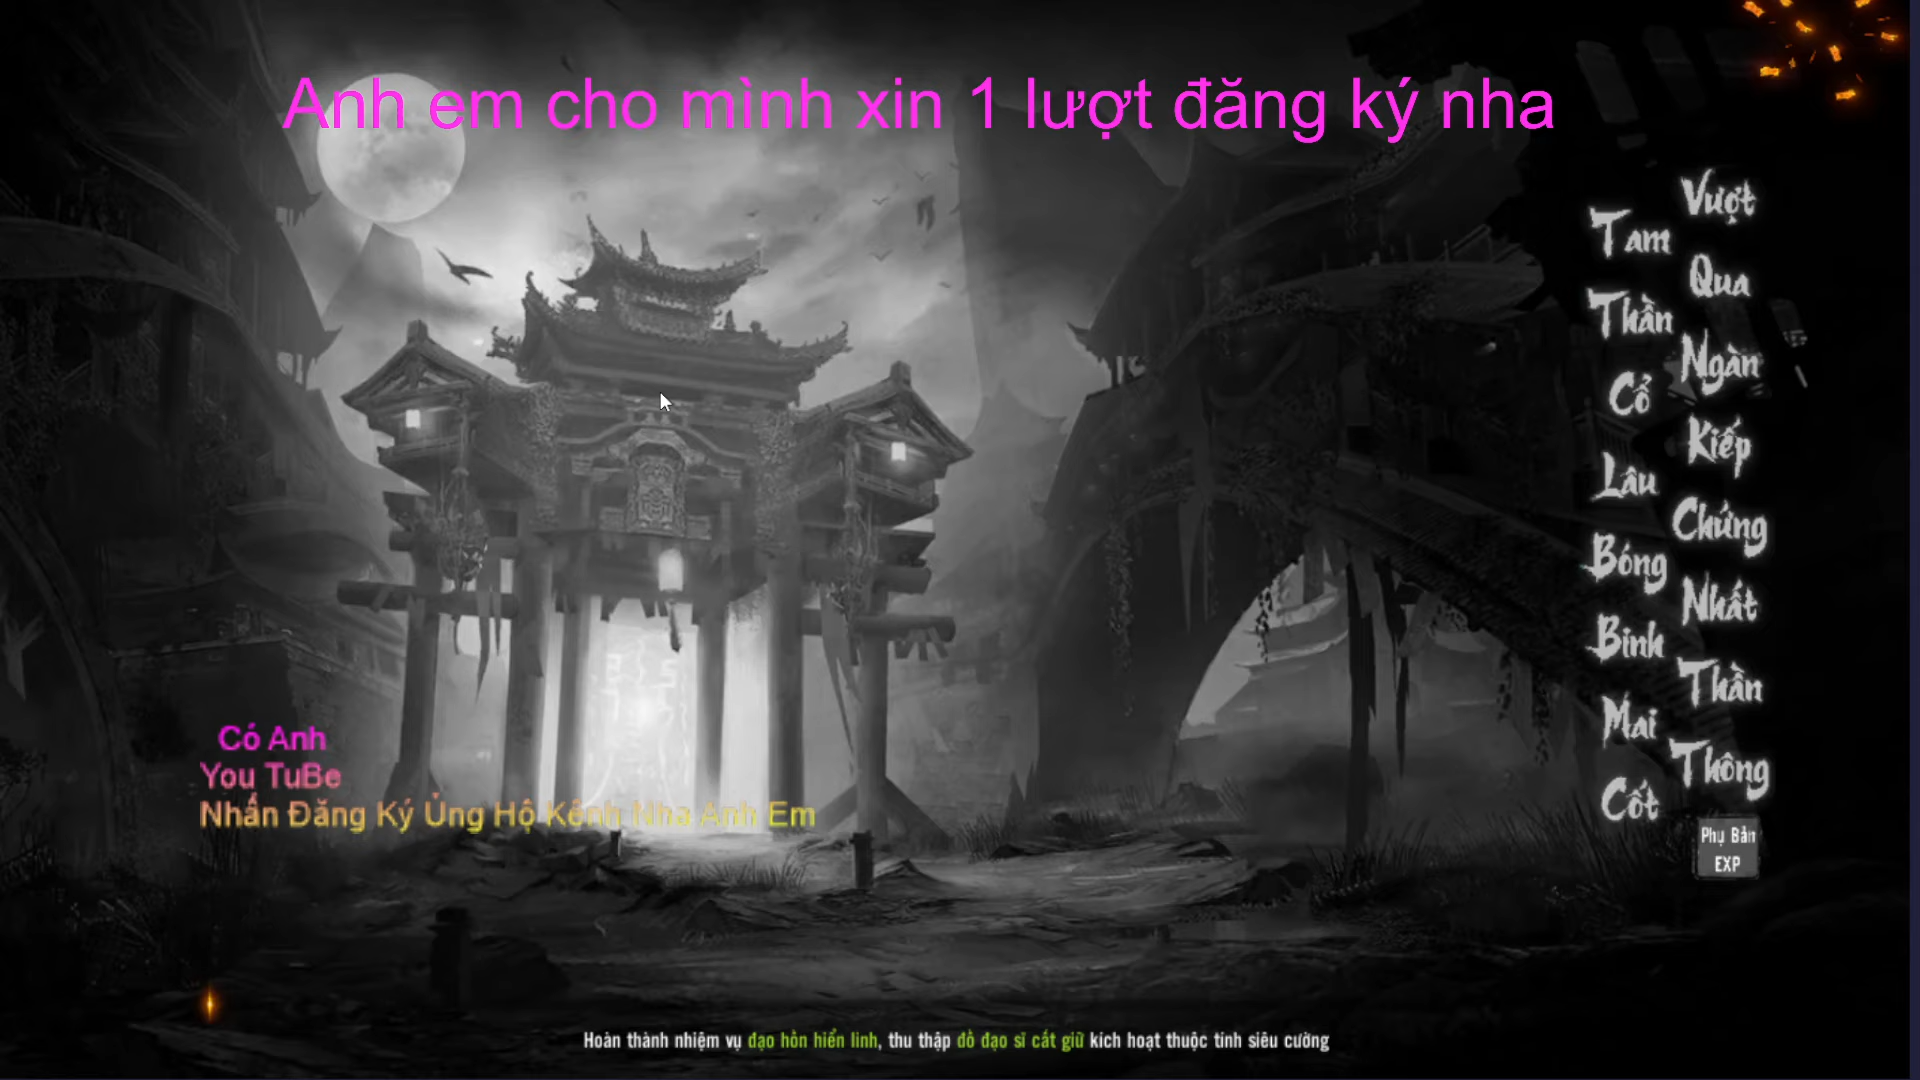 Anh em cho mình xin 1 lượt đăng ký nha
Vượt Qua Ngàn Kiếp Chứng Nhất Thần Thông
Tam Thần Cổ Lâu Bóng Binh Mai Cốt
Phụ Bản
EXP
Có Anh
You TuBe
Nhấn Đăng Ký Ủng Hộ Kênh Nha Anh Em
Hoàn thành nhiệm vụ đạo hồn hiển linh, thu thập đồ đạo sĩ cất giữ kích hoạt thuộc tính siêu cường